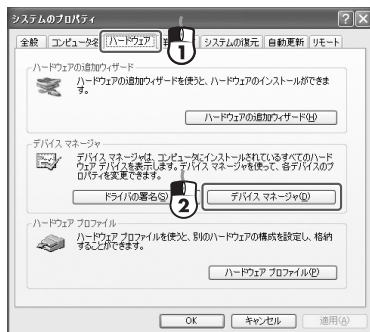 システムのプロパティ
全般 コンピュータ名 ハードウェア システムの復元 自動更新 リモート
1
ハードウェアの追加ウィザード
ハードウェアの追加ウィザードを使うと、ハードウェアのインストールができま
す。
ハードウェアの追加ウィザード(H)
デバイス マネージャ
デバイス マネージャは、コンピュータにインストールされているすべてのハード
ウェア デバイスを表示します。デバイス マネージャを使って、各デバイスのプ
ロパティを変更できます。
ドライバの署名(S) デバイス マネージャ(D)
2
ハードウェア プロファイル
ハードウェア プロファイルを使うと、別のハードウェアの構成を設定し、格納
することができます。
ハードウェア プロファイル(P)
OK キャンセル 適用(A)